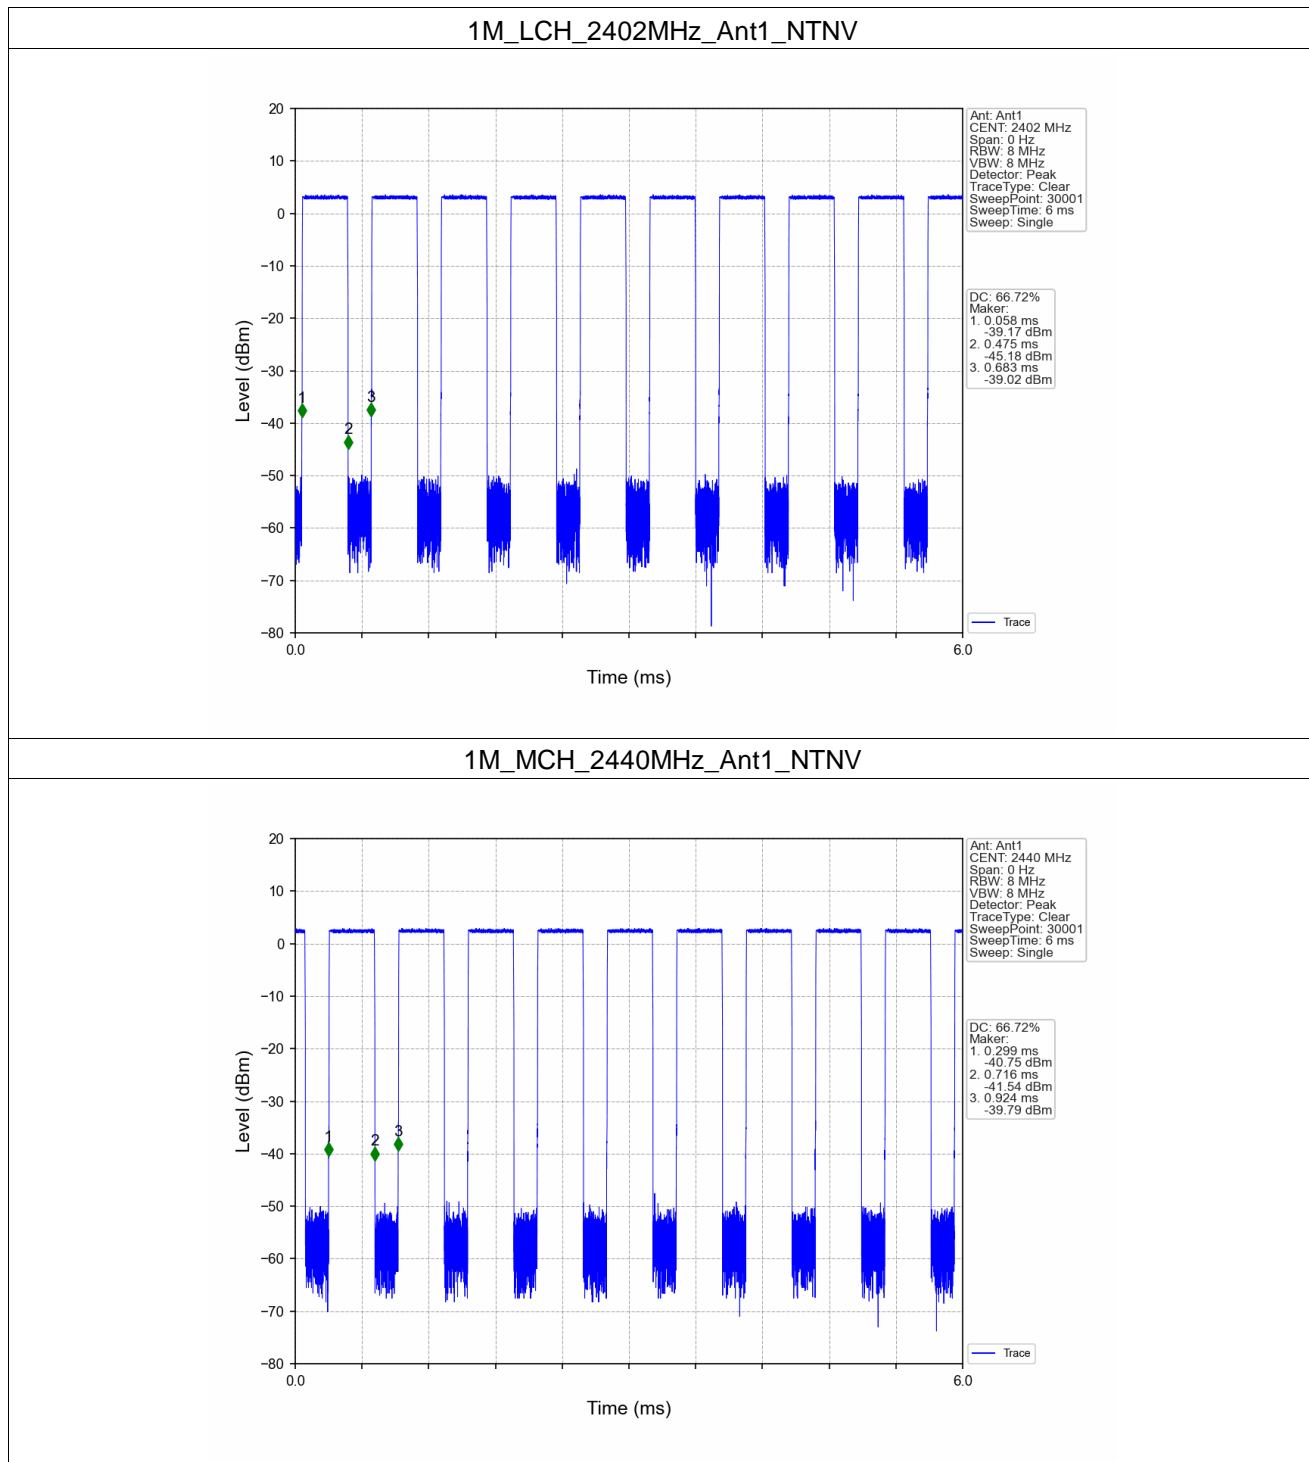 1M_LCH_2402MHz_Ant1_NTNV
20
10
0
−10
−20
−30
−40
−50
−60
−70
−80
Level (dBm)
1
2
3
0.0
6.0
Time (ms)
Ant: Ant1
CENT: 2402 MHz
Span: 0 Hz
RBW: 8 MHz
VBW: 8 MHz
Detector: Peak
TraceType: Clear
SweepPoint: 30001
SweepTime: 6 ms
Sweep: Single
DC: 66.72%
Maker:
1. 0.058 ms
-39.17 dBm
2. 0.475 ms
-45.18 dBm
3. 0.683 ms
-39.02 dBm
Trace
1M_MCH_2440MHz_Ant1_NTNV
20
10
0
−10
−20
−30
−40
−50
−60
−70
−80
Level (dBm)
1
2
3
0.0
6.0
Time (ms)
Ant: Ant1
CENT: 2440 MHz
Span: 0 Hz
RBW: 8 MHz
VBW: 8 MHz
Detector: Peak
TraceType: Clear
SweepPoint: 30001
SweepTime: 6 ms
Sweep: Single
DC: 66.72%
Maker:
1. 0.299 ms
-40.75 dBm
2. 0.716 ms
-41.54 dBm
3. 0.924 ms
-39.79 dBm
Trace